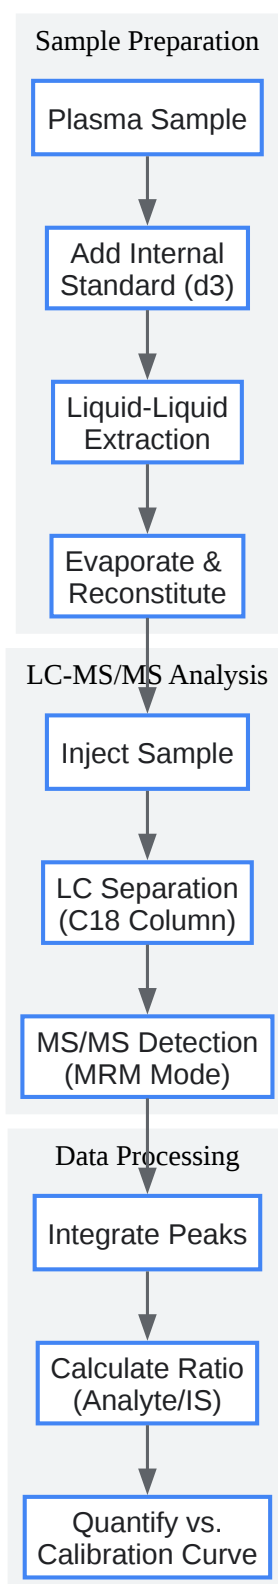 Sample Preparation
Plasma Sample
Add Internal
Standard (d3)
Liquid-Liquid
Extraction
Evaporate &
Reconstitute
LC-MS/MS Analysis
Inject Sample
LC Separation
(C18 Column)
MS/MS Detection
(MRM Mode)
Data Processing
Integrate Peaks
Calculate Ratio
(Analyte/IS)
Quantify vs.
Calibration Curve